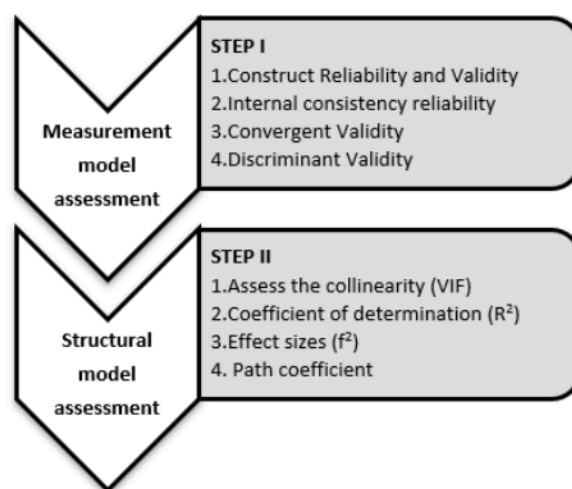 Measurement
model
assessment
STEP I
1.Construct Reliability and Validity
2.Internal consistency reliability
3.Convergent Validity
4.Discriminant Validity
Structural
model
assessment
STEP II
1.Assess the collinearity (VIF)
2.Coefficient of determination (R²)
3.Effect sizes (f²)
4. Path coefficient